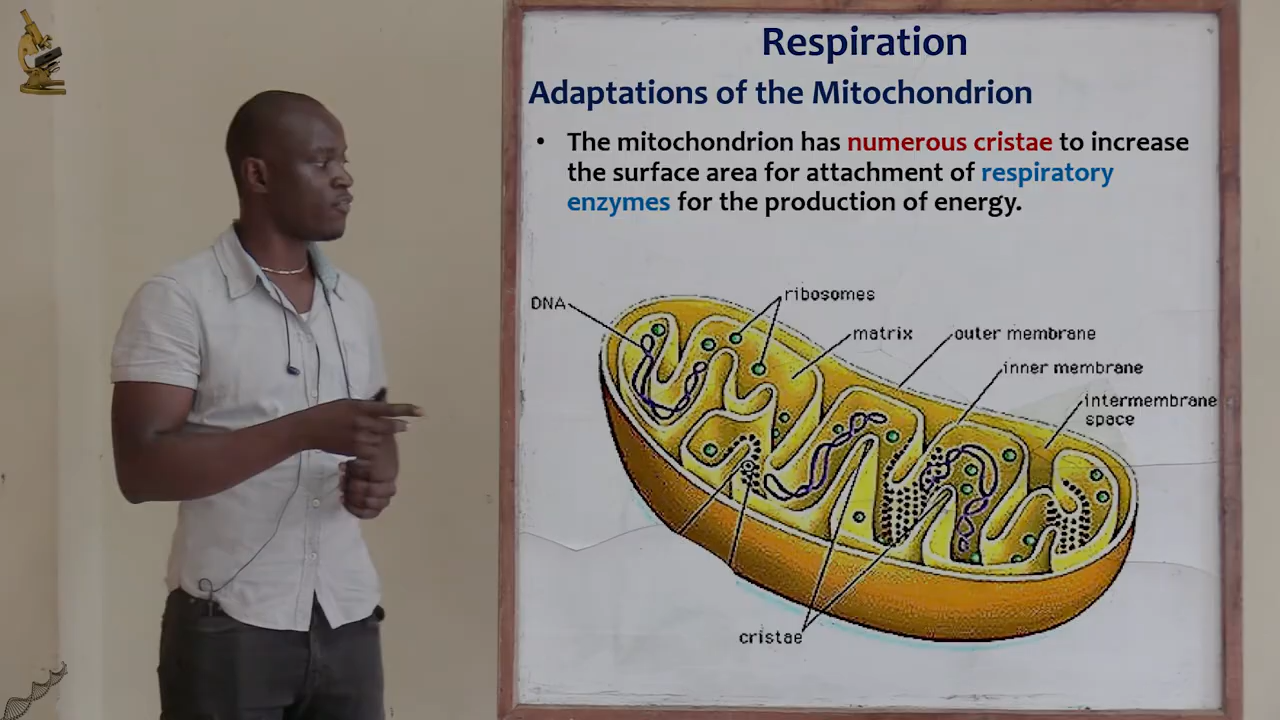 Respiration
Adaptations of the Mitochondrion
• The mitochondrion has numerous cristae to increase
the surface area for attachment of respiratory
enzymes for the production of energy.
DNA
ribosomes
matrix
outer membrane
inner membrane
intermembrane
space
cristae